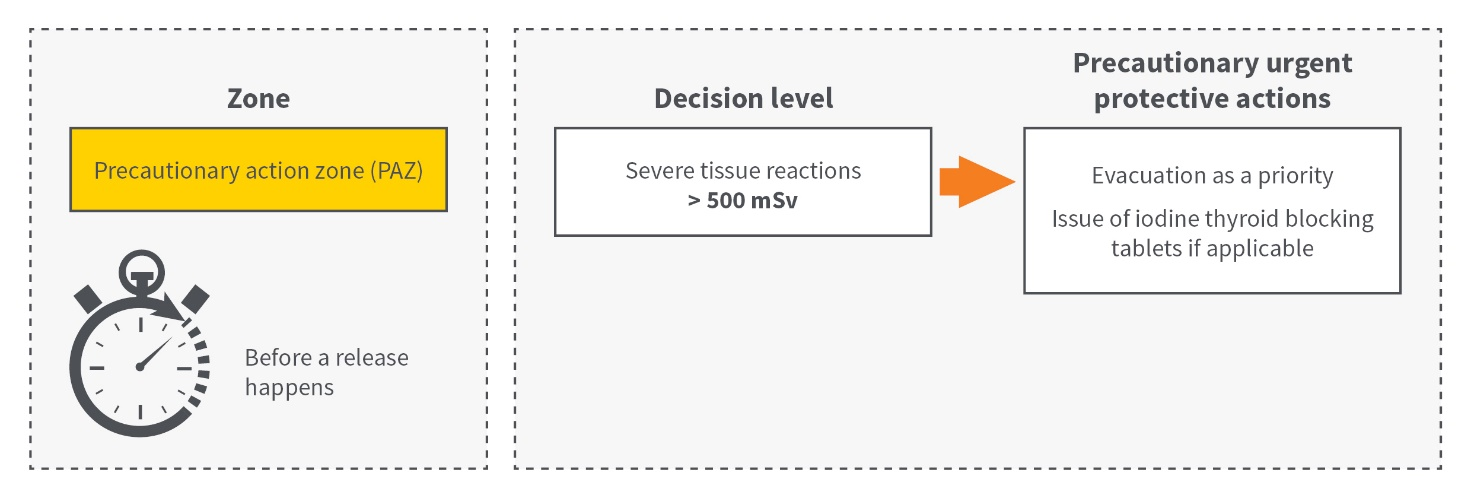 Zone
Precautionary action zone (PAZ)
Before a release
happens
Decision level
Severe tissue reactions
> 500 mSv
Precautionary urgent
protective actions
Evacuation as a priority
Issue of iodine thyroid blocking
tablets if applicable